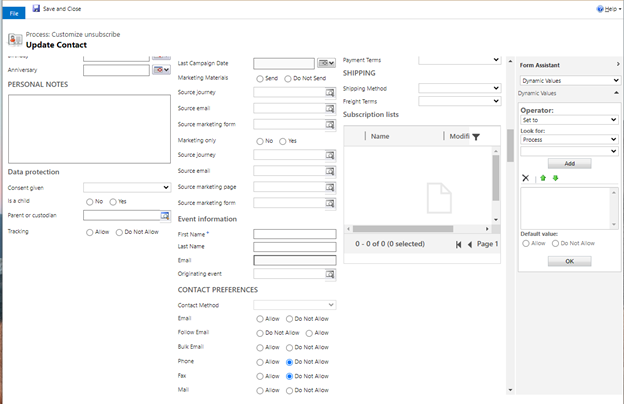 File
Save and Close
Help
Process: Customize unsubscribe
Update Contact
Anniversary
PERSONAL NOTES
Data protection
Consent given
Is a child
No
Yes
Parent or custodian
Tracking
Allow
Do Not Allow
Last Campaign Date
Marketing Materials
Send
Do Not Send
Source journey
Source email
Source marketing form
Marketing only
No
Yes
Source journey
Source email
Source marketing page
Source marketing form
Event information
First Name *
Last Name
Email
Originating event
CONTACT PREFERENCES
Contact Method
Email
Allow
Do Not Allow
Follow Email
Do Not Allow
Allow
Bulk Email
Allow
Do Not Allow
Phone
Allow
Do Not Allow
Fax
Allow
Do Not Allow
Mail
Allow
Do Not Allow
Payment Terms
SHIPPING
Shipping Method
Freight Terms
Subscription lists
Name
Modifi
0 - 0 of 0 (0 selected)
Page 1
Form Assistant
Dynamic Values
Dynamic Values
Operator:
Set to
Look for:
Process
Add
Default value:
Allow
Do Not Allow
OK